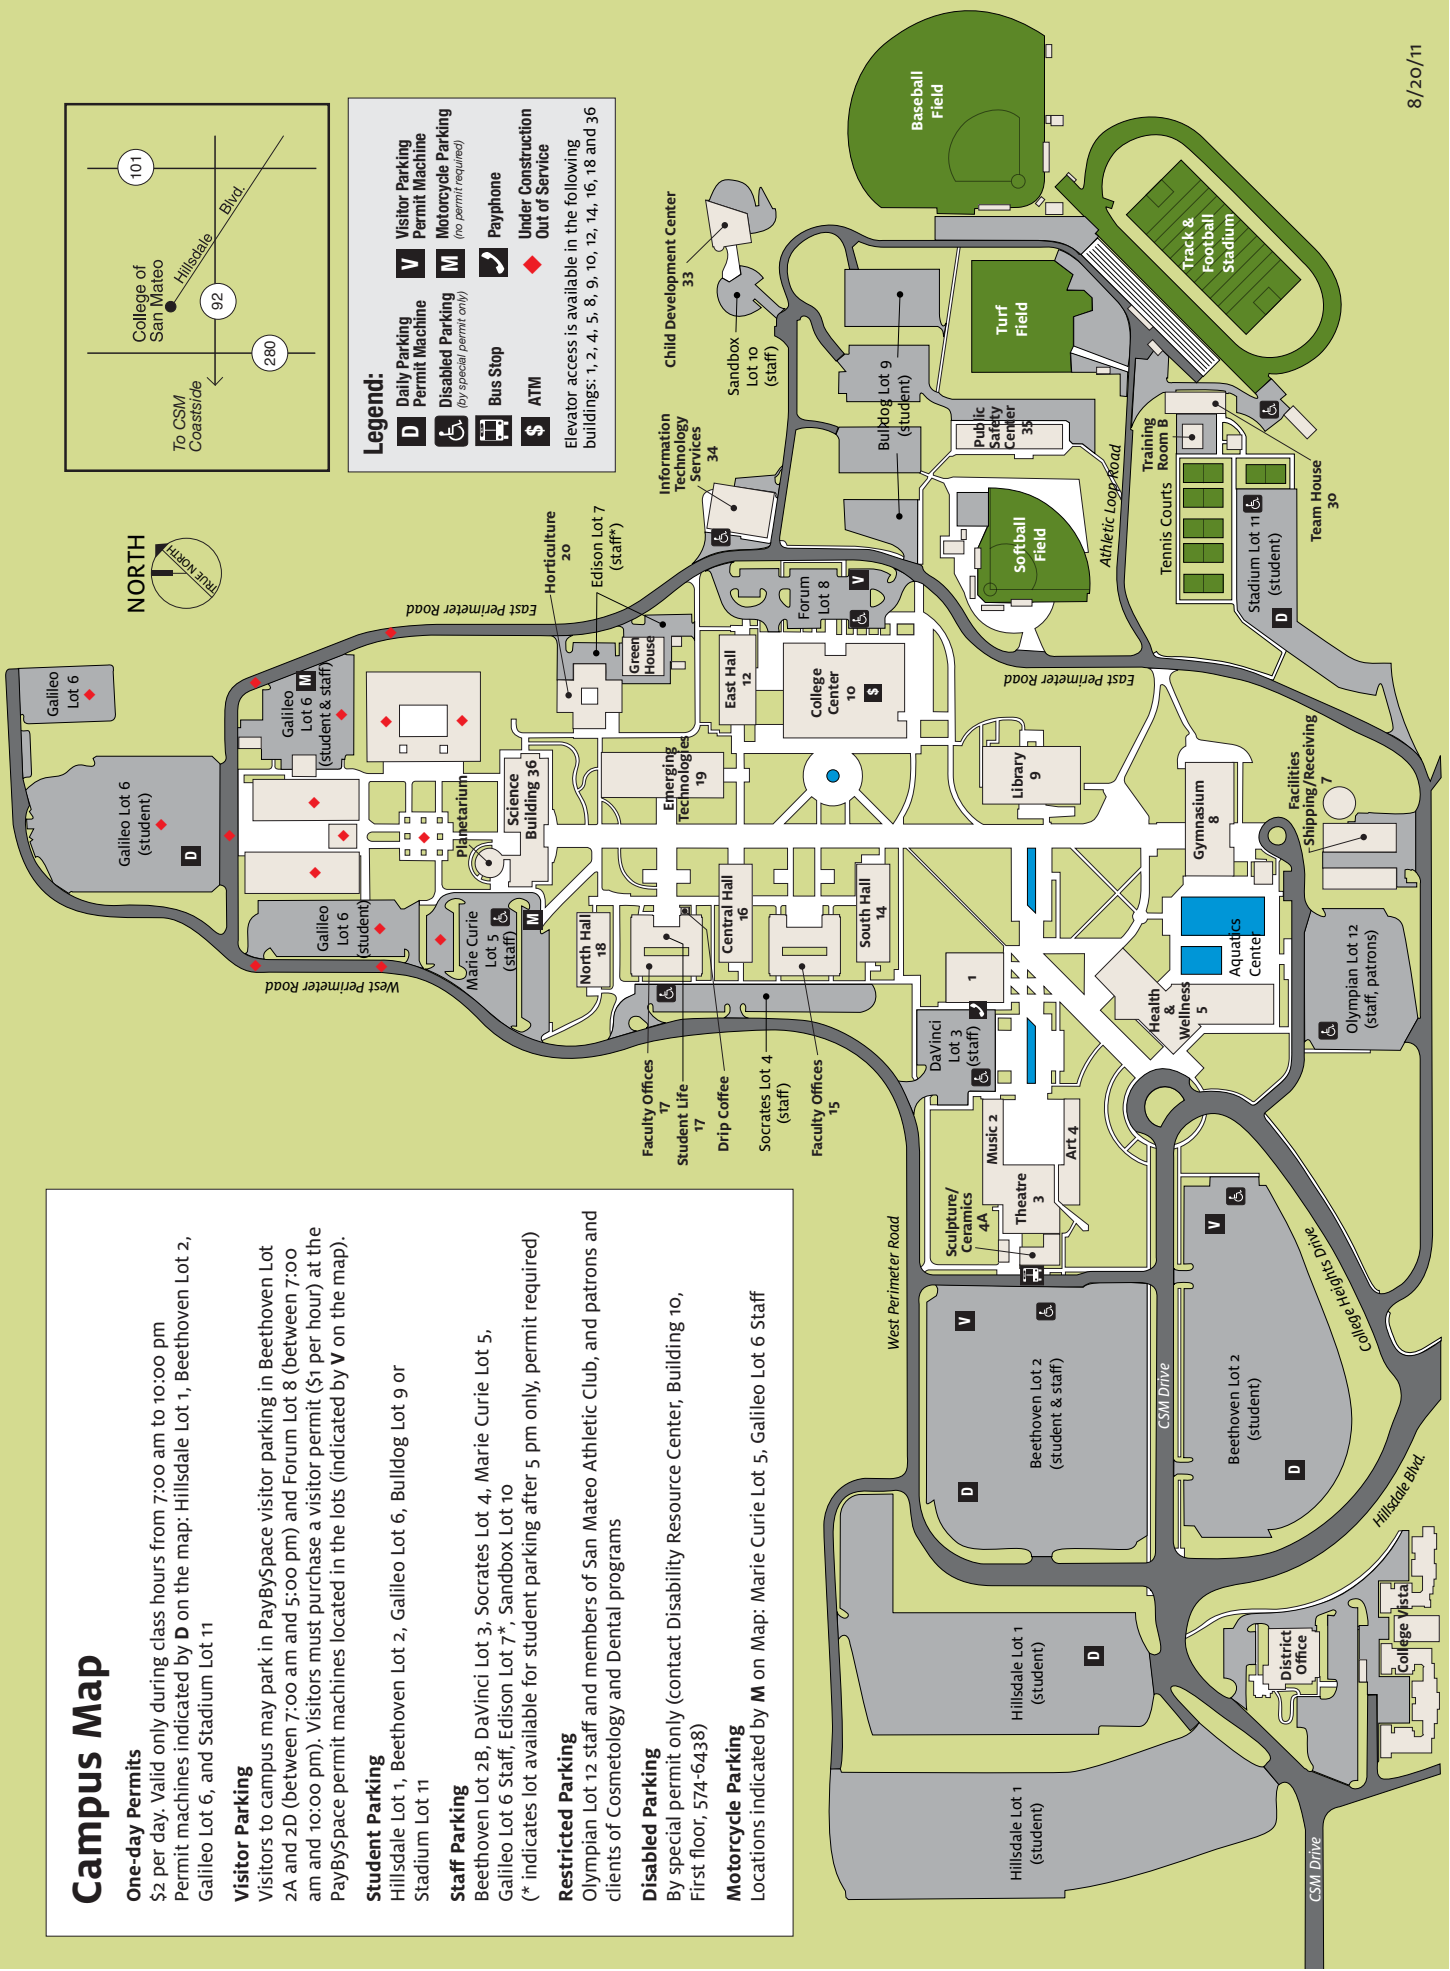 Campus Map
One-day Permits
$2 per day. Valid only during class hours from 7:00 am to 10:00 pm
Permit machines indicated by D on the map: Hillsdale Lot 1, Beethoven Lot 2,
Galileo Lot 6, and Stadium Lot 11
Visitor Parking
Visitors to campus may park in PayBySpace visitor parking in Beethoven Lot
2A and 2D (between 7:00 am and 5:00 pm) and Forum Lot 8 (between 7:00
am and 10:00 pm). Visitors must purchase a visitor permit ($1 per hour) at the
PayBySpace permit machines located in the lots (indicated by V on the map).
Student Parking
Hillsdale Lot 1, Beethoven Lot 2, Galileo Lot 6, Bulldog Lot 9 or
Stadium Lot 11
Staff Parking
Beethoven Lot 2B, DaVinci Lot 3, Socrates Lot 4, Marie Curie Lot 5,
Galileo Lot 6 Staff, Edison Lot 7*, Sandbox Lot 10
(* indicates lot available for student parking after 5 pm only, permit required)
Restricted Parking
Olympian Lot 12 staff and members of San Mateo Athletic Club, and patrons and
clients of Cosmetology and Dental programs
Disabled Parking
By special permit only (contact Disability Resource Center, Building 10,
First floor, 574-6438)
Motorcycle Parking
Locations indicated by M on Map: Marie Curie Lot 5, Galileo Lot 6 Staff
NORTH
TRUE NORTH
College of
San Mateo
Hillsdale
Blvd.
101
92
280
To CSM
Coastside
Legend:
D
Daily Parking
Permit Machine
Disabled Parking
(by special permit only)
Bus Stop
$
ATM
V
Visitor Parking
Permit Machine
M
Motorcycle Parking
(no permit required)
Payphone
Under Construction
Out of Service
Elevator access is available in the following
buildings: 1, 2, 4, 5, 8, 9, 10, 12, 14, 16, 18 and 36
Galileo
Lot 6
Galileo Lot 6
(student)
D
Galileo
Lot 6
(student & staff)
M
Galileo
Lot 6
(student)
East Perimeter Road
West Perimeter Road
Planetarium
Science
Building 36
Marie Curie
Lot 5
(staff)
M
Horticulture
20
Edison Lot 7
(staff*)
Green
House
North Hall
18
Emerging
Technologies
19
East Hall
12
Forum
Lot 8
V
College
Center
10
$
Information
Technology
Services
34
Child Development Center
33
Sandbox
Lot 10
(staff)
Bulldog Lot 9
(student)
Public
Safety
Center
35
Baseball
Field
Turf
Field
Softball
Field
Track &
Football
Stadium
Athletic Loop Road
Training
Room B
Tennis Courts
Team House
30
Stadium Lot 11
(student)
D
East Perimeter Road
Faculty Offices
17
Student Life
17
Drip Coffee
Central Hall
16
Socrates Lot 4
(staff)
Faculty Offices
15
South Hall
14
Library
9
Gymnasium
8
Facilities
Shipping/Receiving
7
DaVinci
Lot 3
(staff)
1
Health
&
Wellness
5
Aquatics
Center
Olympian Lot 12
(staff, patrons)
Music 2
Art 4
Theatre
3
Sculpture/
Ceramics
4A
West Perimeter Road
V
Beethoven Lot 2
(student & staff)
D
CSM Drive
V
Beethoven Lot 2
(student)
D
College Heights Drive
Hillsdale Blvd.
Hillsdale Lot 1
(student)
D
Hillsdale Lot 1
(student)
District
Office
College Vista
CSM Drive
8/20/11